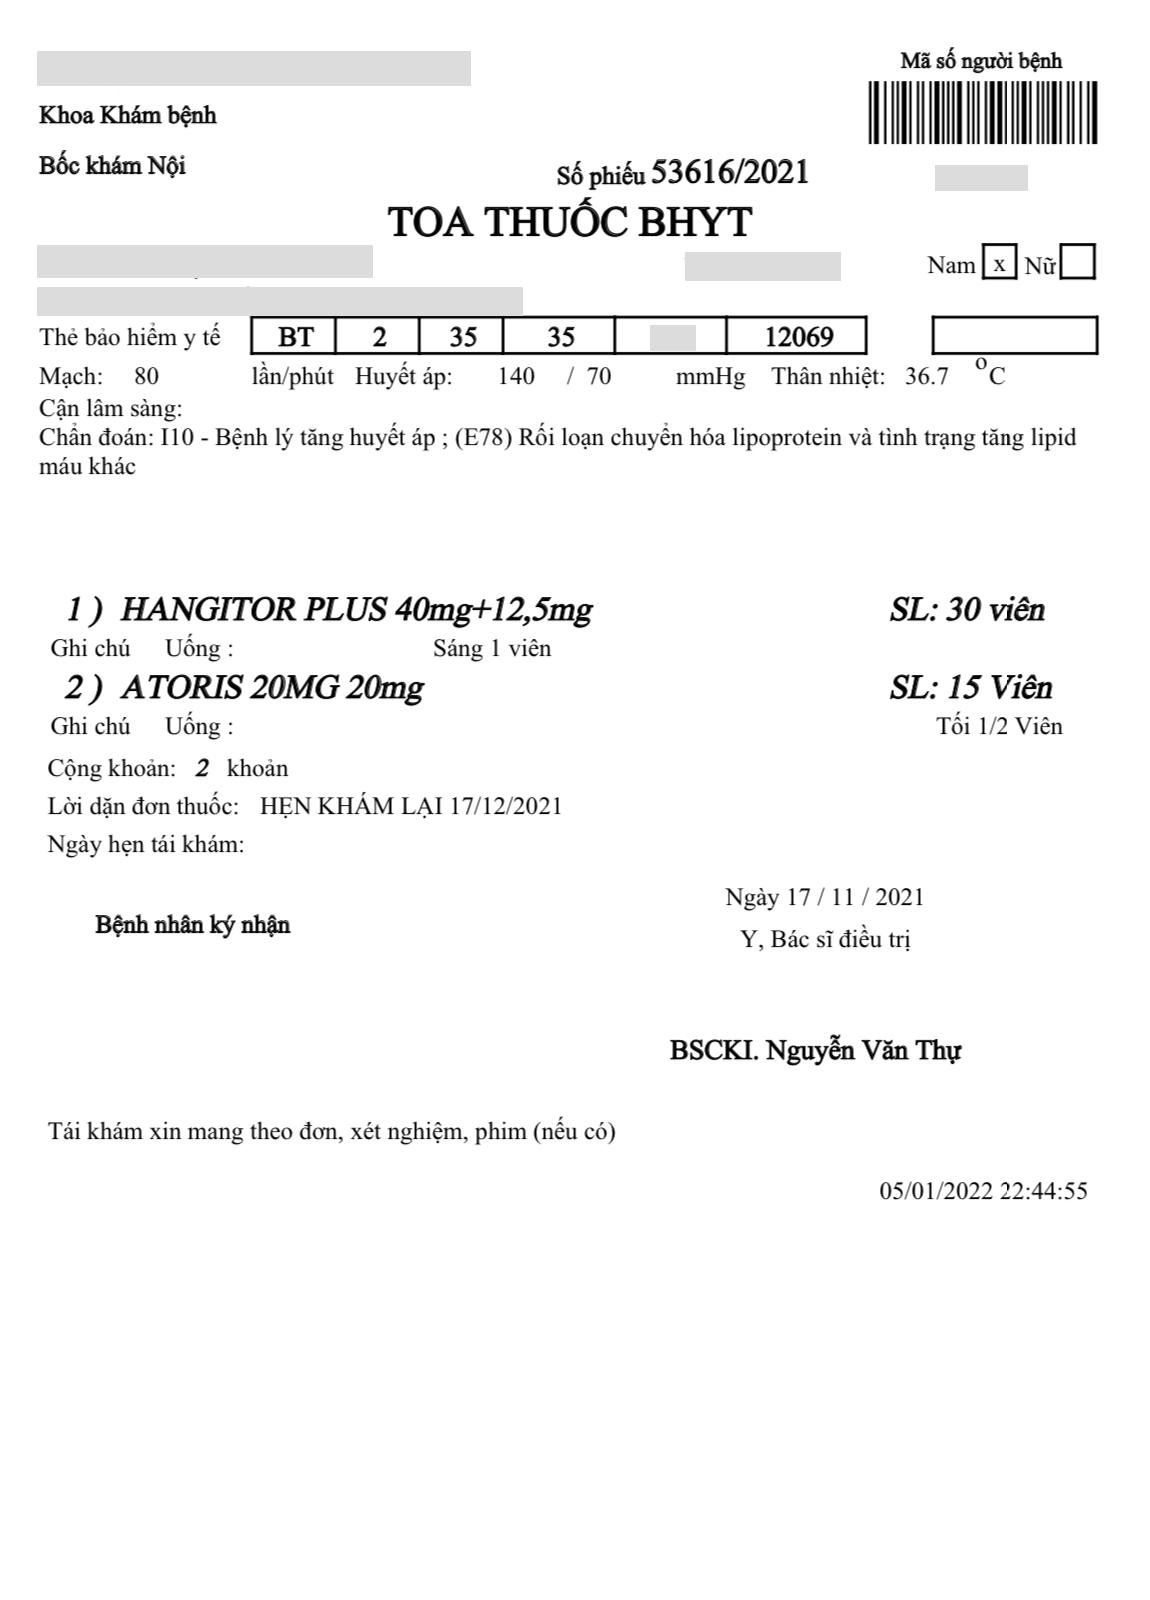 Mã số người bệnh
Khoa Khám bệnh
Bốc khám Nội
Số phiếu 53616/2021
TOA THUỐC BHYT
Nam x Nữ
Thẻ bảo hiểm y tế BT 2 35 35 12069
Mạch: 80 lần/phút Huyết áp: 140 / 70 mmHg Thân nhiệt: 36.7 °C
Cận lâm sàng:
Chẩn đoán: I10 - Bệnh lý tăng huyết áp ; (E78) Rối loạn chuyển hóa lipoprotein và tình trạng tăng lipid
máu khác
1 ) HANGITOR PLUS 40mg+12,5mg SL: 30 viên
Ghi chú Uống : Sáng 1 viên
2 ) ATORIS 20MG 20mg SL: 15 Viên
Ghi chú Uống : Tối 1/2 Viên
Cộng khoản: 2 khoản
Lời dặn đơn thuốc: HẸN KHÁM LẠI 17/12/2021
Ngày hẹn tái khám:
Ngày 17 / 11 / 2021
Bệnh nhân ký nhận
Y, Bác sĩ điều trị
BSCKI. Nguyễn Văn Thự
Tái khám xin mang theo đơn, xét nghiệm, phim (nếu có)
05/01/2022 22:44:55